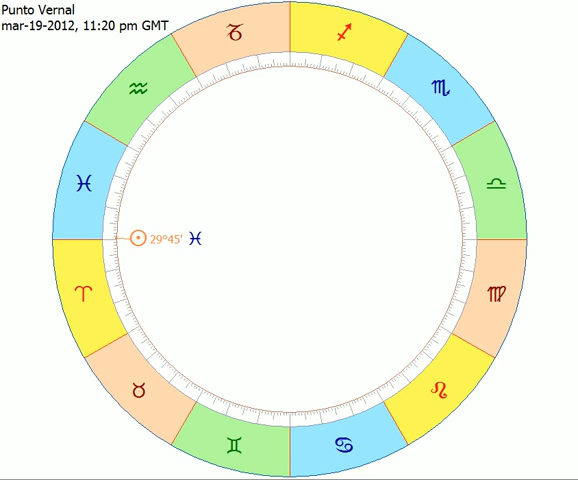 Punto Vernal
mar-19-2012, 11:20 pm GMT
♑ ♐
♒ ♏
♓ ♎
☉ 29°45' ♓
♈ ♍
♉ ♌
♊ ♋